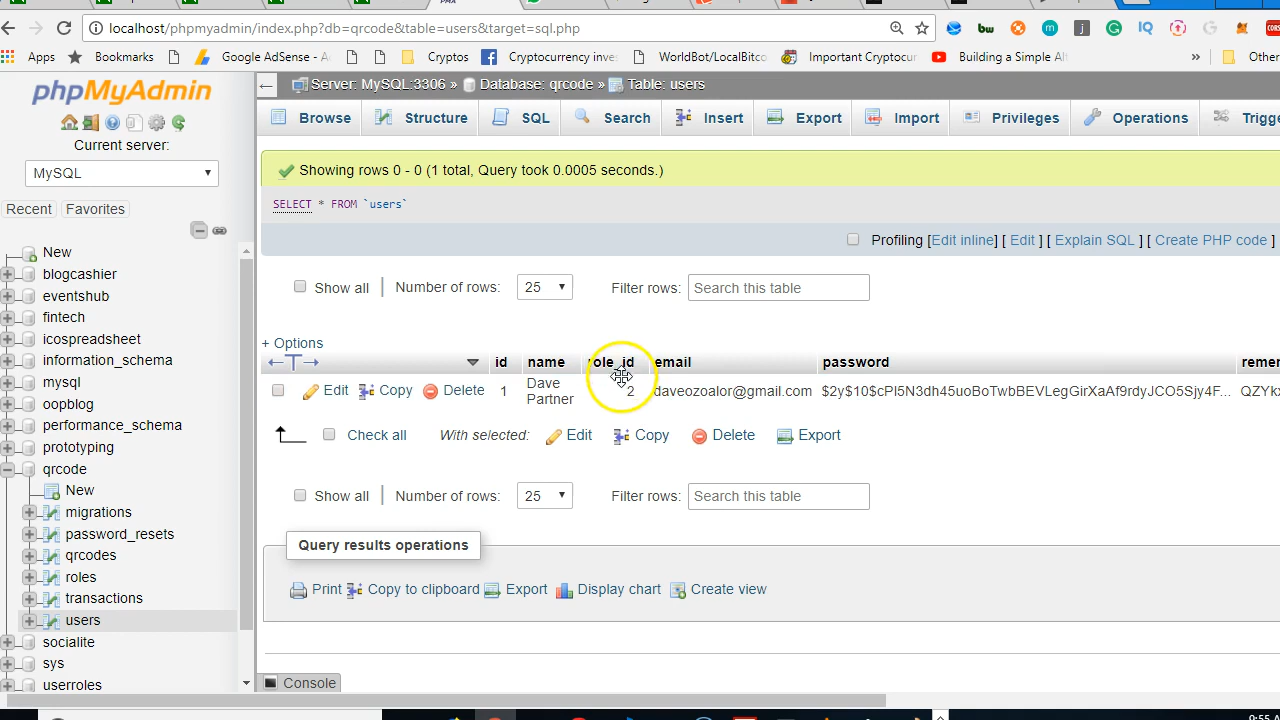 localhost/phpmyadmin/index.php?db=qrcode&table=users&target=sql.php
Apps Bookmarks Google AdSense - Cryptos Cryptocurrency inve WorldBotLocalBitco Important Cryptocur Building a Simple Al » Other
phpMyAdmin
Current server:
MySQL
Recent Favorites
New
blogcashier
eventshub
fintech
icospreadsheet
information_schema
mysql
oopblog
performance_schema
prototyping
qrcode
New
migrations
password_resets
qrcodes
roles
transactions
users
socialite
sys
userroles
Server: MySQL:3306 » Database: qrcode » Table: users
Browse Structure SQL Search Insert Export Import Privileges Operations Trigge
Showing rows 0 - 0 (1 total, Query took 0.0005 seconds.)
SELECT * FROM `users`
Profiling [Edit inline] [ Edit ] [ Explain SQL ] [ Create PHP code ]
Show all Number of rows: 25 Filter rows: Search this table
+ Options
←T→ id name role_id email password remem
Edit Copy Delete 1 Dave Partner 2 daveozoalor@gmail.com $2y$10$cPI5N3dh45uoBoTwbBEVLegGirXaAf9rdyJCO5Sjy4F... QZYk
Check all With selected: Edit Copy Delete Export
Show all Number of rows: 25 Filter rows: Search this table
Query results operations
Print Copy to clipboard Export Display chart Create view
Console